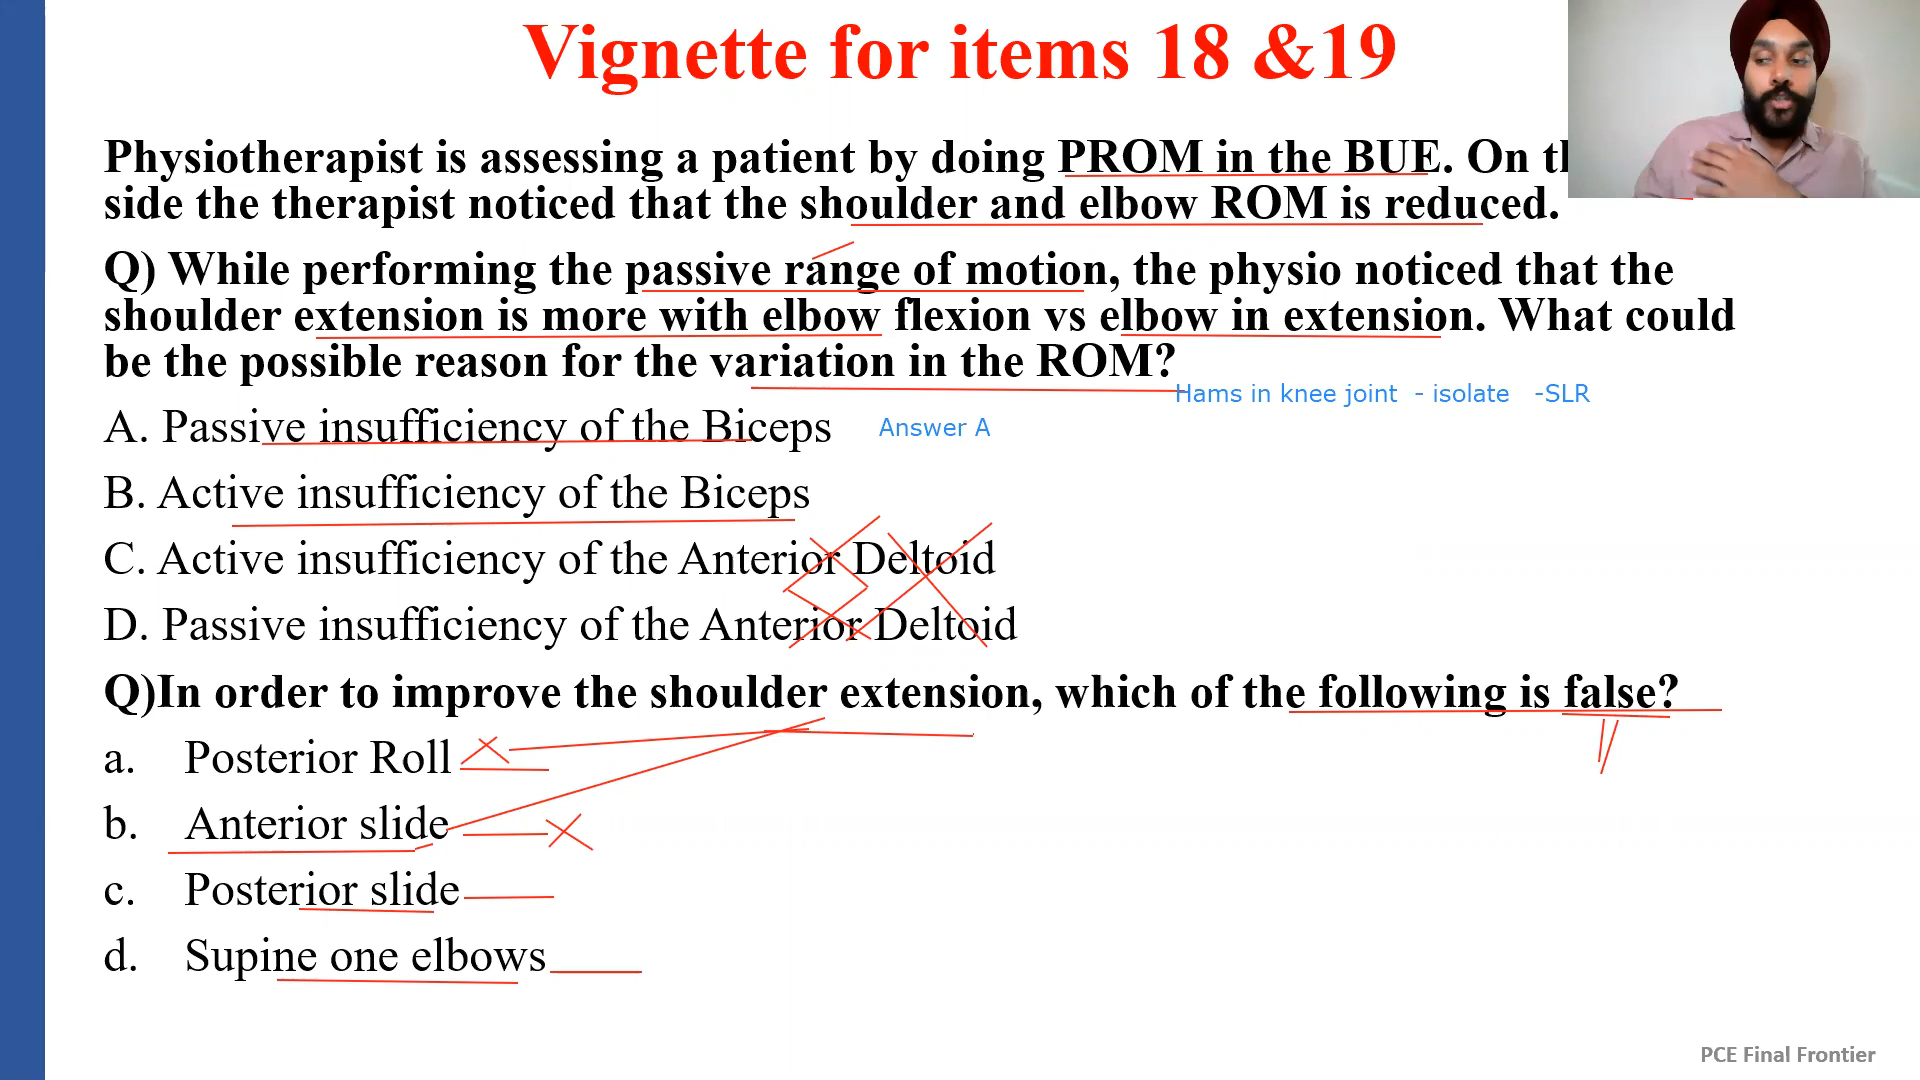 Vignette for items 18 &19
Physiotherapist is assessing a patient by doing PROM in the BUE. On
side the therapist noticed that the shoulder and elbow ROM is reduced.
Q) While performing the passive range of motion, the physio noticed that the
shoulder extension is more with elbow flexion vs elbow in extension. What could
be the possible reason for the variation in the ROM?
Hams in knee joint - isolate -SLR
A. Passive insufficiency of the Biceps
Answer A
B. Active insufficiency of the Biceps
C. Active insufficiency of the Anterior Deltoid
D. Passive insufficiency of the Anterior Deltoid
Q)In order to improve the shoulder extension, which of the following is false?
a. Posterior Roll
b. Anterior slide
c. Posterior slide
d. Supine one elbows
PCE Final Frontier